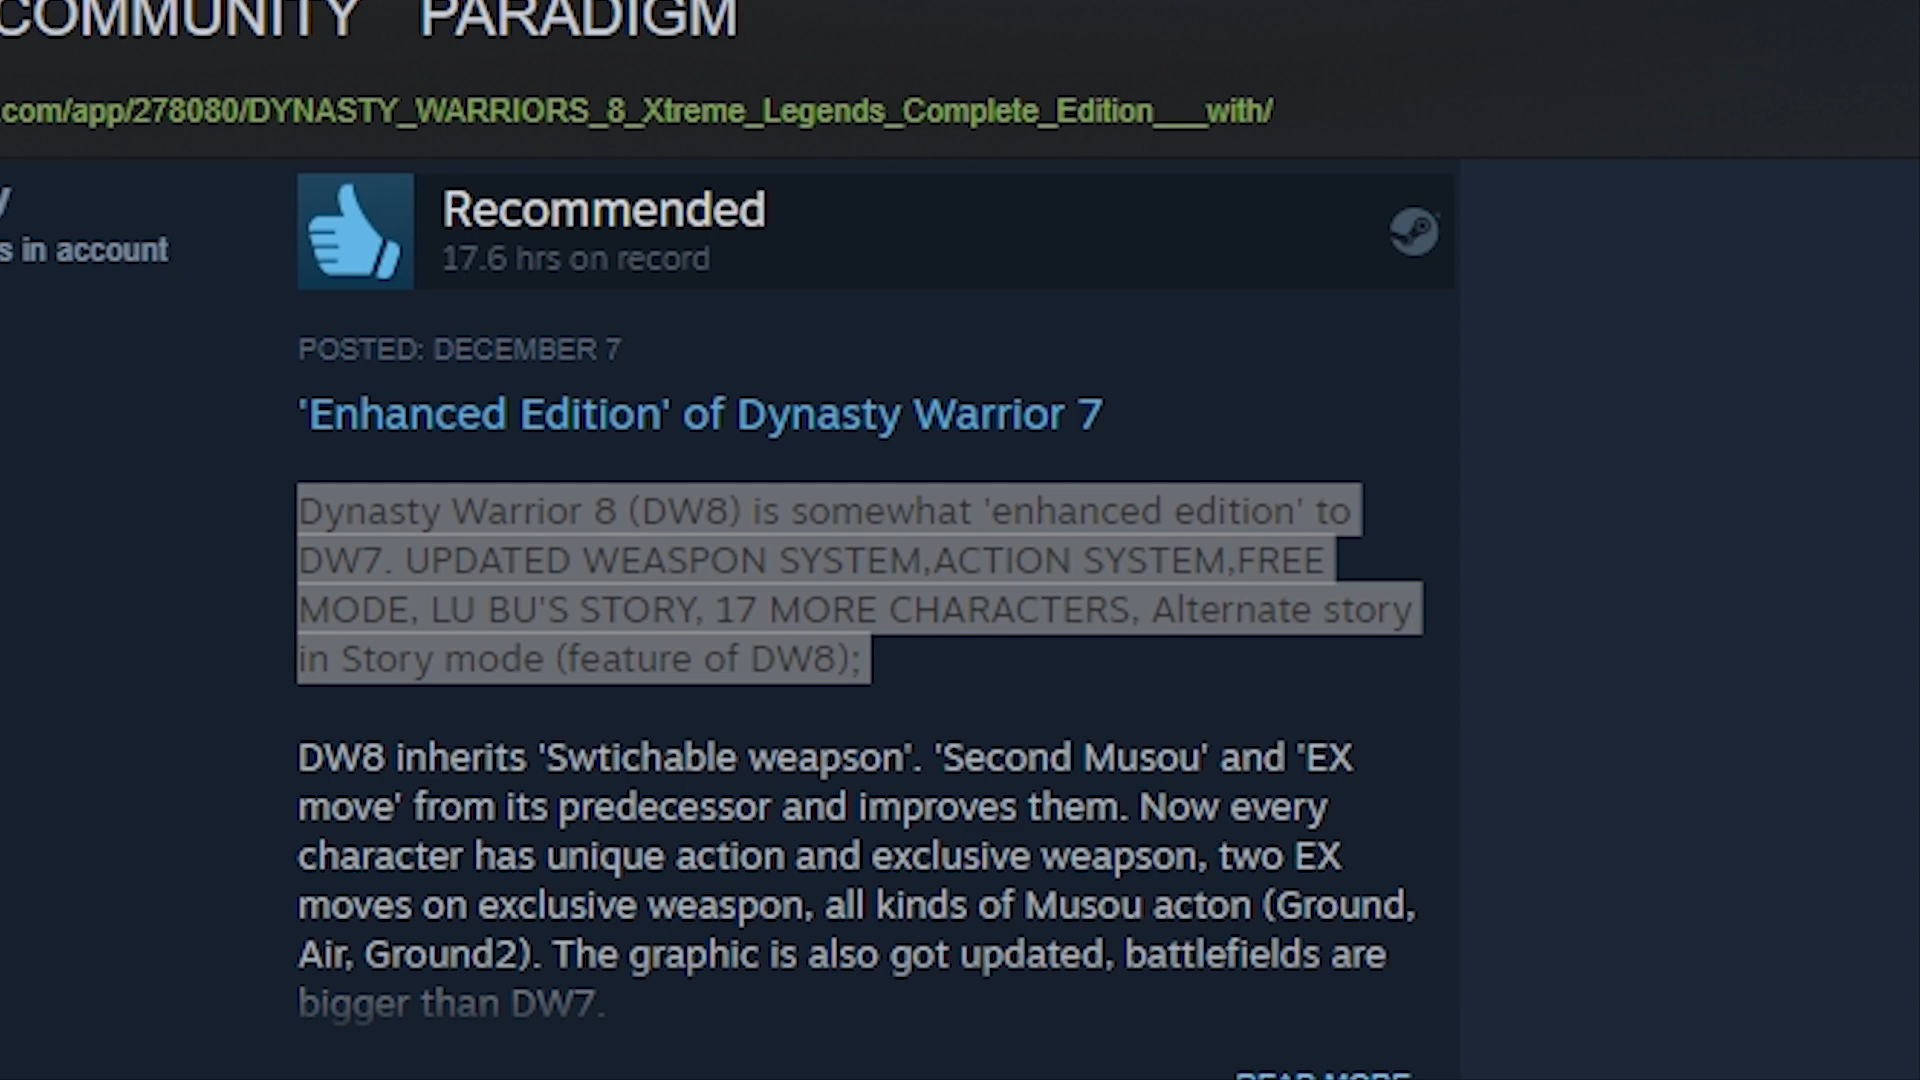 COMMUNITY PARADIGM
.com/app/278080/DYNASTY_WARRIORS_8_Xtreme_Legends_Complete_Edition___with/
Recommended
17.6 hrs on record
s in account
POSTED: DECEMBER 7
'Enhanced Edition' of Dynasty Warrior 7
Dynasty Warrior 8 (DW8) is somewhat 'enhanced edition' to
DW7. UPDATED WEASPON SYSTEM,ACTION SYSTEM,FREE
MODE, LU BU'S STORY, 17 MORE CHARACTERS, Alternate story
in Story mode (feature of DW8);
DW8 inherits 'Swtichable weapson'. 'Second Musou' and 'EX
move' from its predecessor and improves them. Now every
character has unique action and exclusive weapson, two EX
moves on exclusive weaspon, all kinds of Musou acton (Ground,
Air, Ground2). The graphic is also got updated, battlefields are
bigger than DW7.
READ MORE